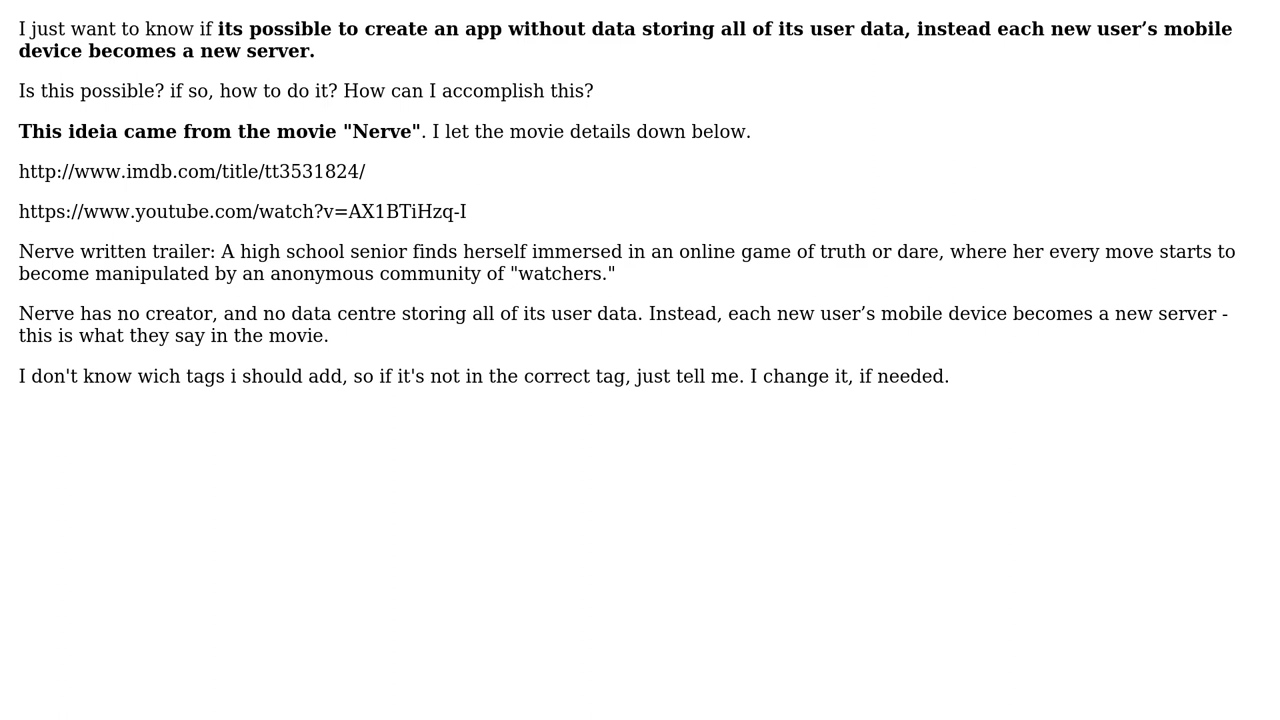 I just want to know if its possible to create an app without data storing all of its user data, instead each new user’s mobile
device becomes a new server.
Is this possible? if so, how to do it? How can I accomplish this?
This ideia came from the movie "Nerve". I let the movie details down below.
http://www.imdb.com/title/tt3531824/
https://www.youtube.com/watch?v=AX1BTiHzq-I
Nerve written trailer: A high school senior finds herself immersed in an online game of truth or dare, where her every move starts to
become manipulated by an anonymous community of "watchers."
Nerve has no creator, and no data centre storing all of its user data. Instead, each new user’s mobile device becomes a new server -
this is what they say in the movie.
I don't know wich tags i should add, so if it's not in the correct tag, just tell me. I change it, if needed.